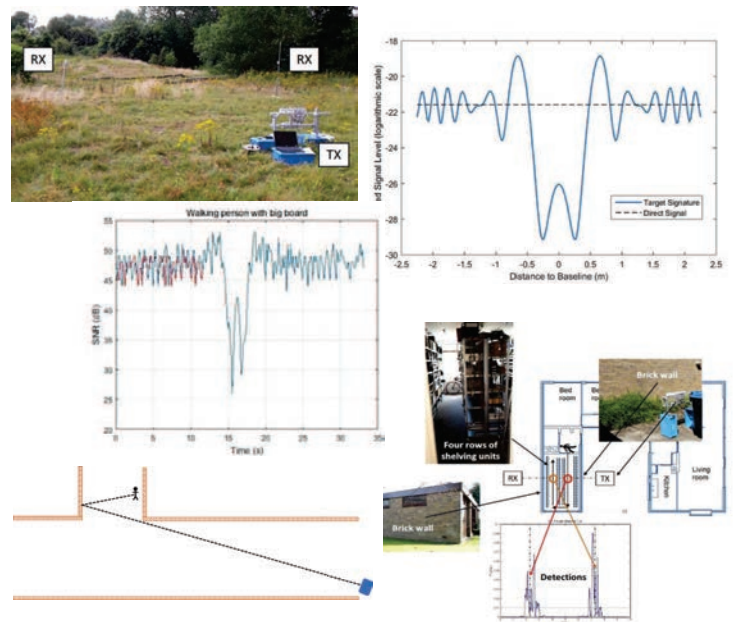 RX
RX
TX
-18
-20
-22
-24
-26
-28
-30
ed Signal Level (logarithmic scale)
Target Signature
Direct Signal
-2.5 -2 -1.5 -1 -0.5 0 0.5 1 1.5 2 2.5
Distance to Baseline (m)
Walking person with big board
55
50
45
40
35
30
25
20
SNR (dB)
0 5 10 15 20 25 30
Time (s)
Bed
room
Brick wall
Four rows of
shelving units
RX
TX
Kitchen
Living
room
Brick wall
Detections